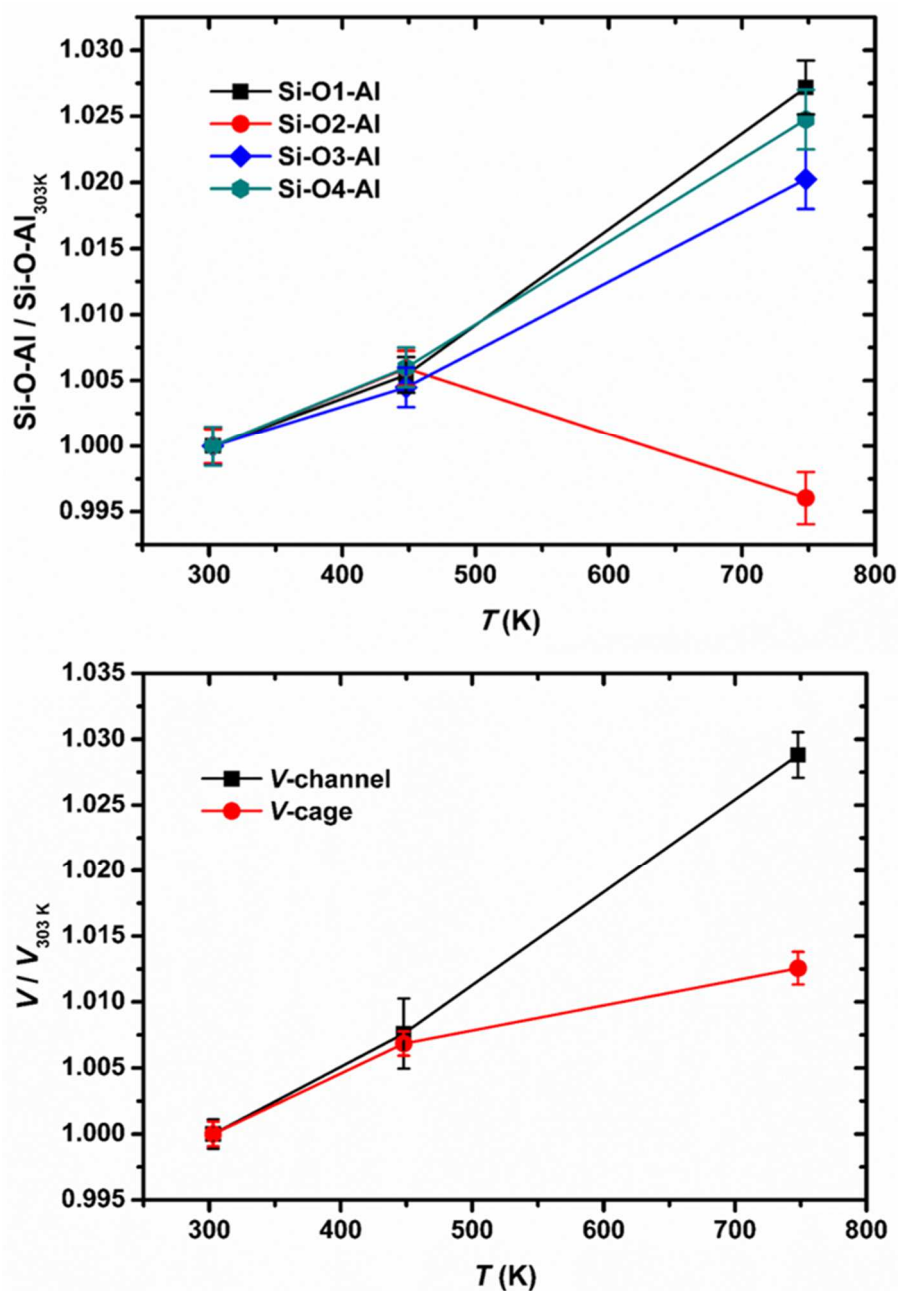 1.030
1.025
1.020
1.015
1.010
1.005
1.000
0.995
Si-O-Al / Si-O-Al303K
Si-O1-Al
Si-O2-Al
Si-O3-Al
Si-O4-Al
300 400 500 600 700 800
T (K)
1.035
1.030
1.025
1.020
1.015
1.010
1.005
1.000
0.995
V / V303 K
V-channel
V-cage
300 400 500 600 700 800
T (K)